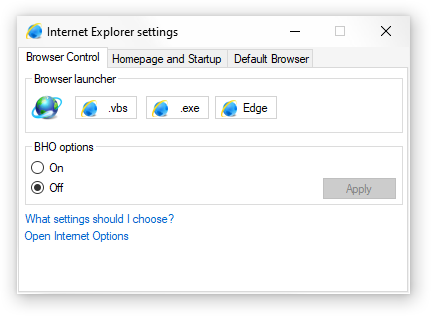 Internet Explorer settings
Browser Control Homepage and Startup Default Browser
Browser launcher
.vbs .exe Edge
BHO options
On
Off
Apply
What settings should I choose?
Open Internet Options